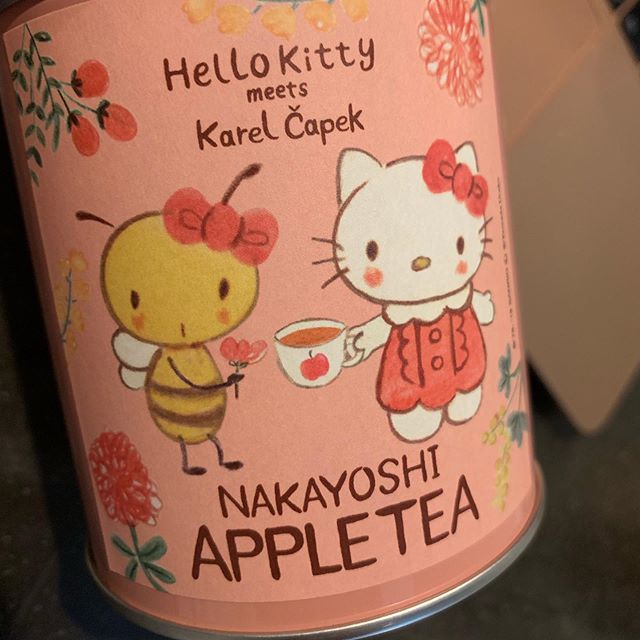 Hello Kitty
meets
Karel Čapek
NAKAYOSHI
APPLE TEA